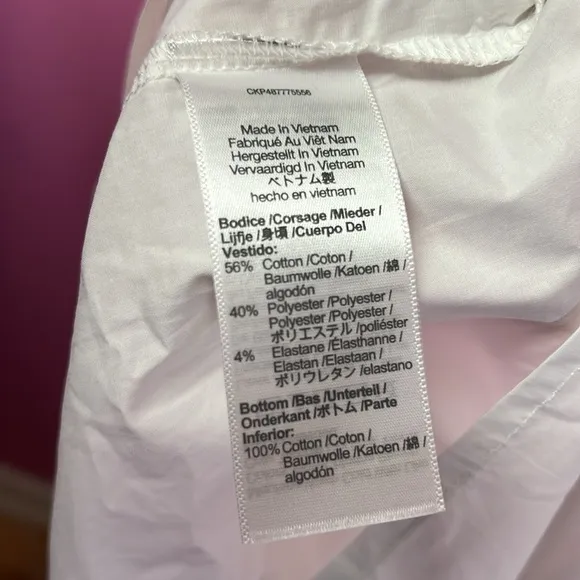 CKP487775556
Made In Vietnam
Fabriqué Au Viêt Nam
Hergestellt In Vietnam
Vervaardigd In Vietnam
ベトナム製
hecho en vietnam
Bodice /Corsage /Mieder /
Lijfje /身頃 /Cuerpo Del
Vestido:
56% Cotton /Coton /
Baumwolle /Katoen /綿 /
algodón
40% Polyester /Polyester /
Polyester /Polyester /
ポリエステル /poliéster
4% Elastane /Élasthanne /
Elastan /Elastaan /
ポリウレタン /elastano
Bottom /Bas /Unterteil /
Onderkant /ボトム /Parte
Inferior:
100% Cotton /Coton /
Baumwolle /Katoen /綿 /
algodón